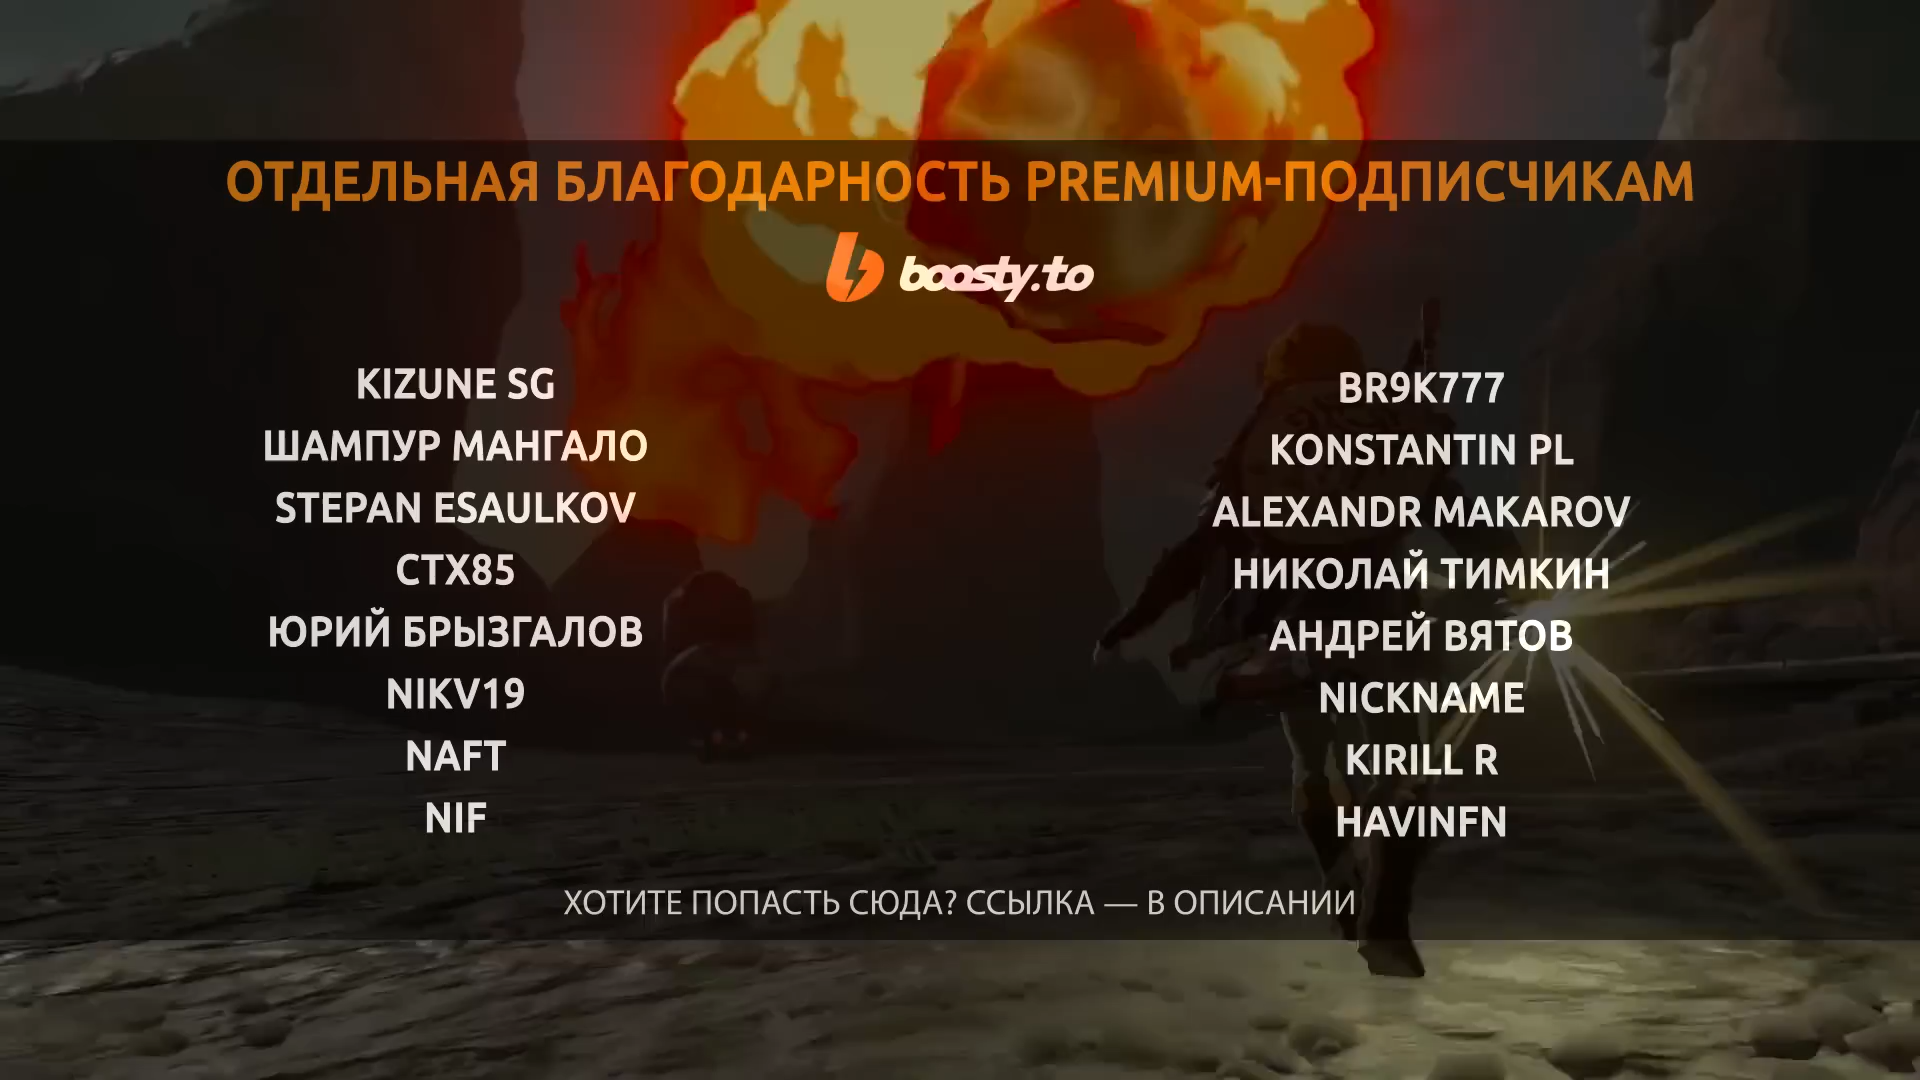 ОТДЕЛЬНАЯ БЛАГОДАРНОСТЬ PREMIUM-ПОДПИСЧИКАМ
boosty.to
KIZUNE SG
ШАМПУР МАНГАЛО
STEPAN ESAULKOV
CTX85
ЮРИЙ БРЫЗГАЛОВ
NIKV19
NAFT
NIF
BR9K777
KONSTANTIN PL
ALEXANDR MAKAROV
НИКОЛАЙ ТИМКИН
АНДРЕЙ ВЯТОВ
NICKNAME
KIRILL R
HAVINFN
ХОТИТЕ ПОПАСТЬ СЮДА? ССЫЛКА — В ОПИСАНИИ